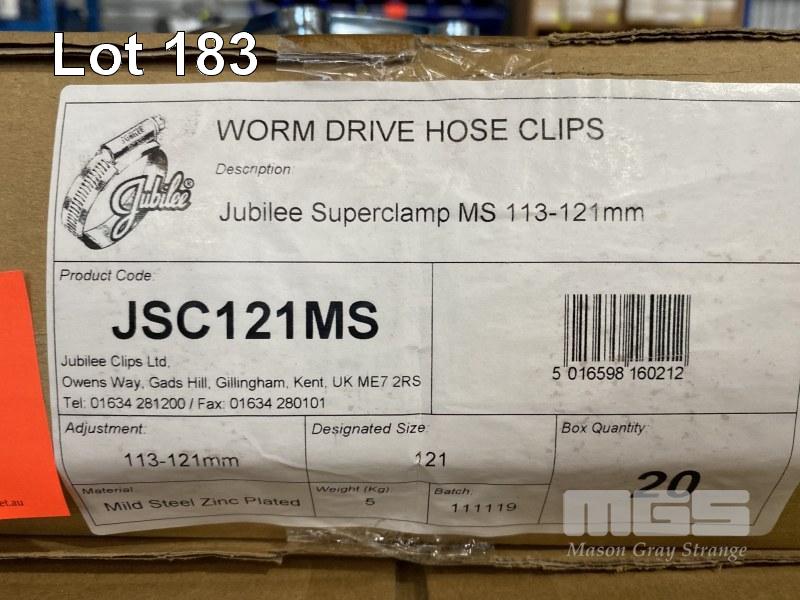 Lot 183
WORM DRIVE HOSE CLIPS
Description:
Jubilee Superclamp MS 113-121mm
JUBILEE
Jubilee®
Product Code:
JSC121MS
Jubilee Clips Ltd,
Owens Way, Gads Hill, Gillingham, Kent, UK ME7 2RS
Tel: 01634 281200 / Fax: 01634 280101
5 016598 160212
Adjustment:
113-121mm
Designated Size:
121
Box Quantity:
20
Material:
Mild Steel Zinc Plated
Weight (Kg)
5
Batch:
111119
et.au
MGS
Mason Gray Strange